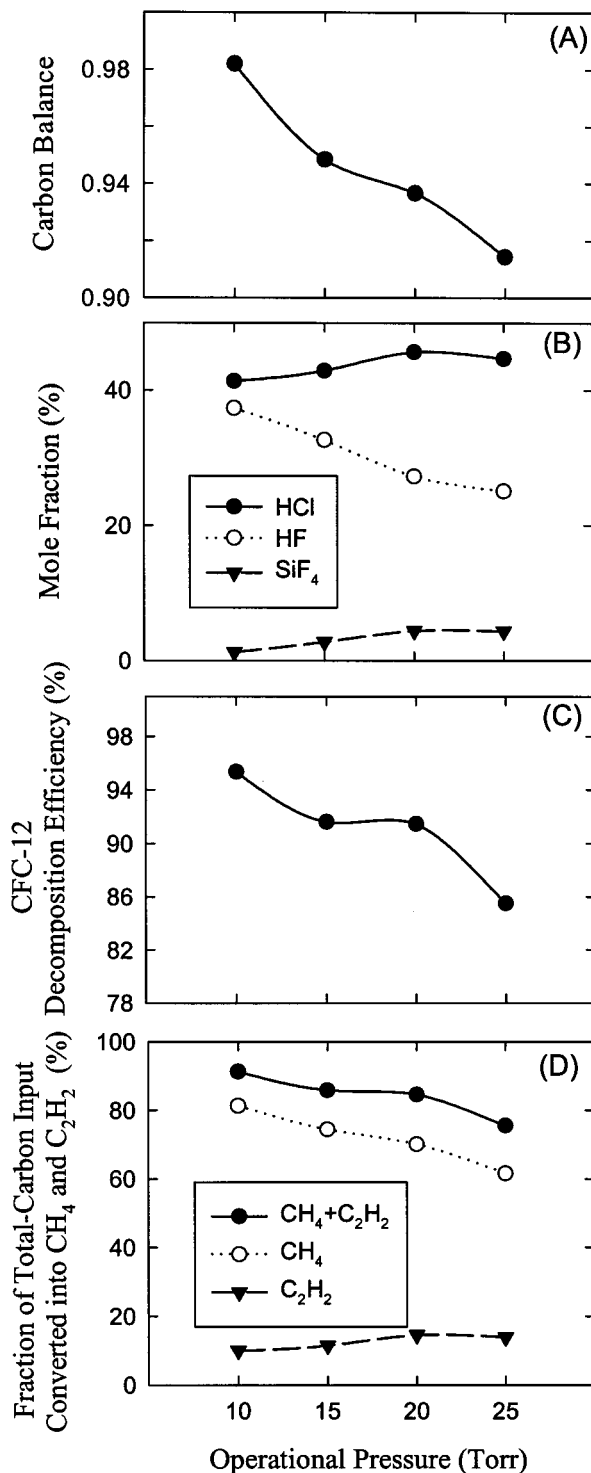 (A)
Carbon Balance
0.98
0.94
0.90
(B)
Mole Fraction (%)
40
20
0
HCl
HF
SiF₄
(C)
CFC-12
Decomposition Efficiency (%)
98
94
90
86
82
78
(D)
Fraction of Total-Carbon Input
Converted into CH₄ and C₂H₂ (%)
100
80
60
40
20
0
CH₄+C₂H₂
CH₄
C₂H₂
10 15 20 25
Operational Pressure (Torr)